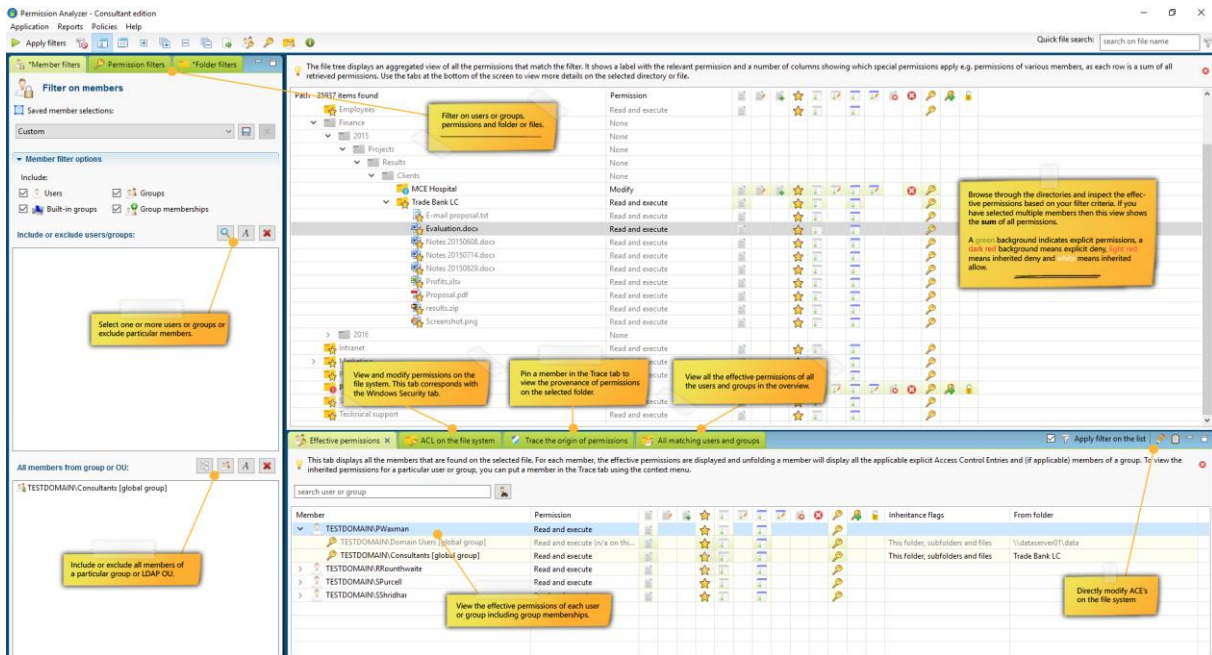 Permission Analyzer - Consultant edition
Application Reports Policies Help
Apply filters
Quick file search:
search on file name
*Member filters
Permission filters
*Folder filters
Filter on members
Saved member selections:
Custom
Member filter options
Include:
Users
Groups
Built-in groups
Group memberships
Include or exclude users/groups:
Select one or more users or groups or
exclude particular members.
All members from group or OU:
TESTDOMAIN\Consultants [global group]
Include or exclude all members of
a particular group or LDAP OU.
The file tree displays an aggregated view of all the permissions that match the filter. It shows a label with the relevant permission and a number of columns showing which special permissions apply e.g. permissions of various members, as each row is a sum of all
retrieved permissions. Use the tabs at the bottom of the screen to view more details on the selected directory or file.
Path - 35937 items found
Permission
Employees
Read and execute
Finance
None
2015
None
Projects
None
Results
None
Clients
None
MCE Hospital
Modify
Trade Bank LC
Read and execute
E-mail proposal.txt
Read and execute
Evaluation.docx
Read and execute
Notes 20150608.docx
Read and execute
Notes 20150714.docx
Read and execute
Notes 20150829.docx
Read and execute
Profits.xlsx
Read and execute
Proposal.pdf
Read and execute
results.zip
Read and execute
Screenshot.png
Read and execute
2016
None
Intranet
Read and execute
Marketing
Technical support
Read and execute
Filter on users or groups,
permissions and folder or files.
Browse through the directories and inspect the effec-
tive permissions based on your filter criteria. If you
have selected multiple members then this view shows
the sum of all permissions.
A green background indicates explicit permissions, a
dark red background means explicit deny, light red
means inherited deny and white means inherited
allow.
View and modify permissions on the
file system. This tab corresponds with
the Windows Security tab.
Pin a member in the Trace tab to
view the provenance of permissions
on the selected folder.
View all the effective permissions of all
the users and groups in the overview.
Effective permissions
ACL on the file system
Trace the origin of permissions
All matching users and groups
Apply filter on the list
This tab displays all the members that are found on the selected file. For each member, the effective permissions are displayed and unfolding a member will display all the applicable explicit Access Control Entries and (if applicable) members of a group. To view the
inherited permissions for a particular user or group, you can put a member in the Trace tab using the context menu.
search user or group
Member
Permission
Inheritance flags
From folder
TESTDOMAIN\PWaxman
Read and execute
TESTDOMAIN\Domain Users [global group]
Read and execute (n/a on thi...
This folder, subfolders and files
\\dataserver01\data
TESTDOMAIN\Consultants [global group]
Read and execute
This folder, subfolders and files
Trade Bank LC
TESTDOMAIN\RRounthwaite
Read and execute
TESTDOMAIN\SPurcell
Read and execute
TESTDOMAIN\SShridhar
Read and execute
View the effective permissions of each user
or group including group memberships.
Directly modify ACE's
on the file system